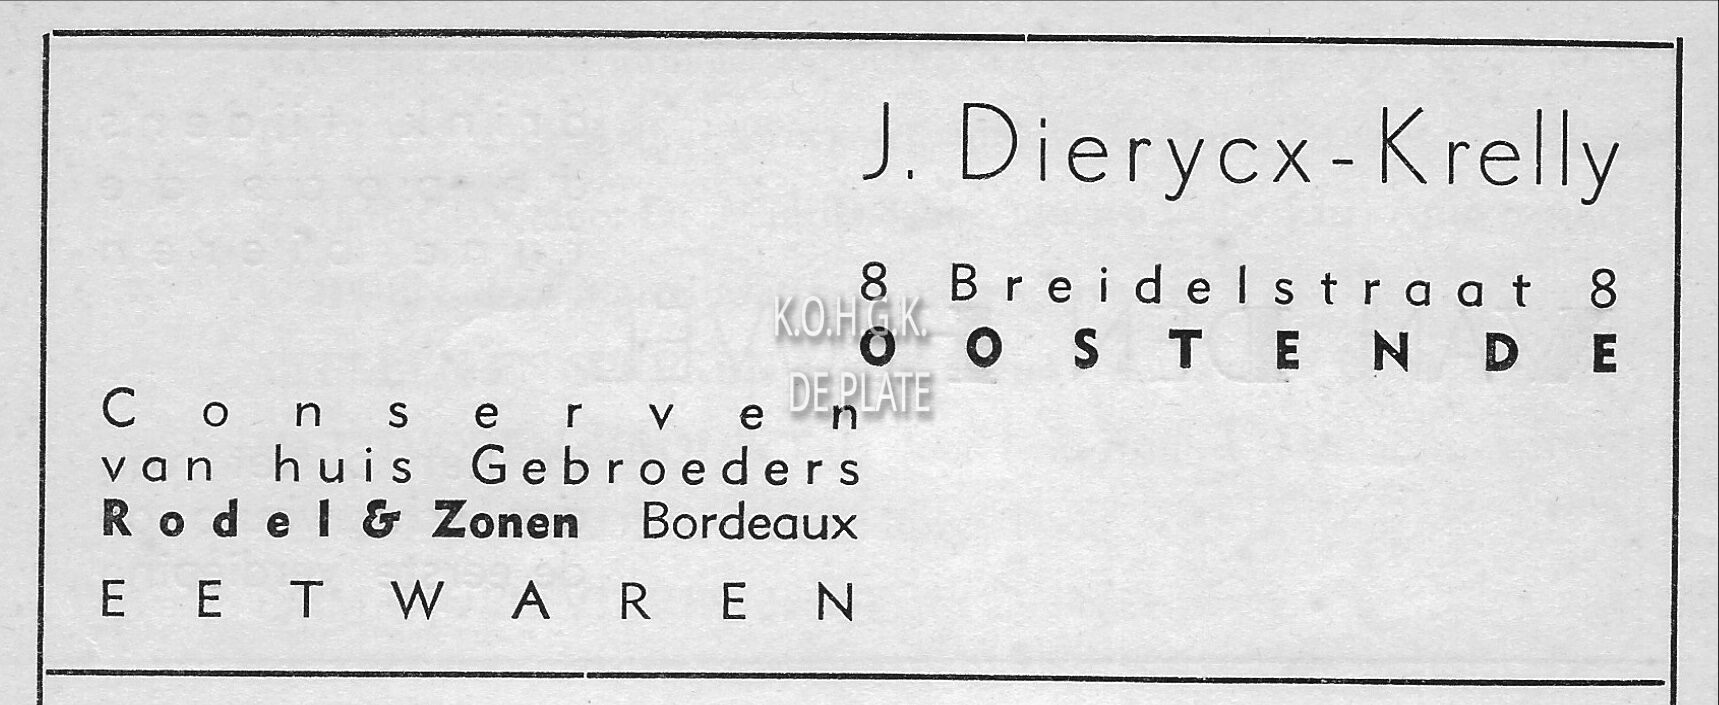 J. Dierycx-Krelly
8 Breidelstraat 8
OOSTENDE
K.O.H.G.K.
DE PLATE
Conserven
van huis Gebroeders
Rodel & Zonen Bordeaux
EETWAREN